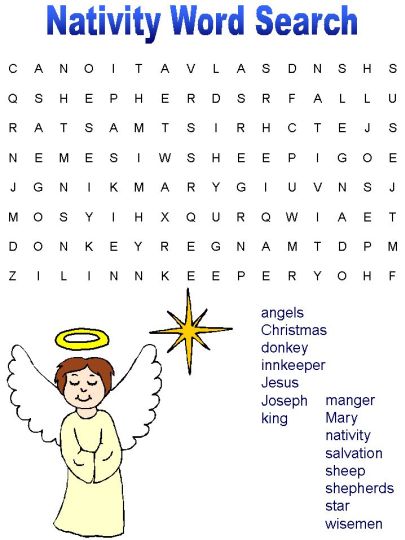 Nativity Word Search
C A N O I T A V L A S D N S H S
Q S H E P H E R D S R F A L L U
R A T S A M T S I R H C T E J S
N E M E S I W S H E E P I G O E
J G N I K M A R Y G I U V N S J
M O S Y I H X Q U R Q W I A E T
D O N K E Y R E G N A M T D P M
Z I L I N N K E E P E R Y O H F
angels
Christmas
donkey
innkeeper
Jesus
Joseph
king
manger
Mary
nativity
salvation
sheep
shepherds
star
wisemen